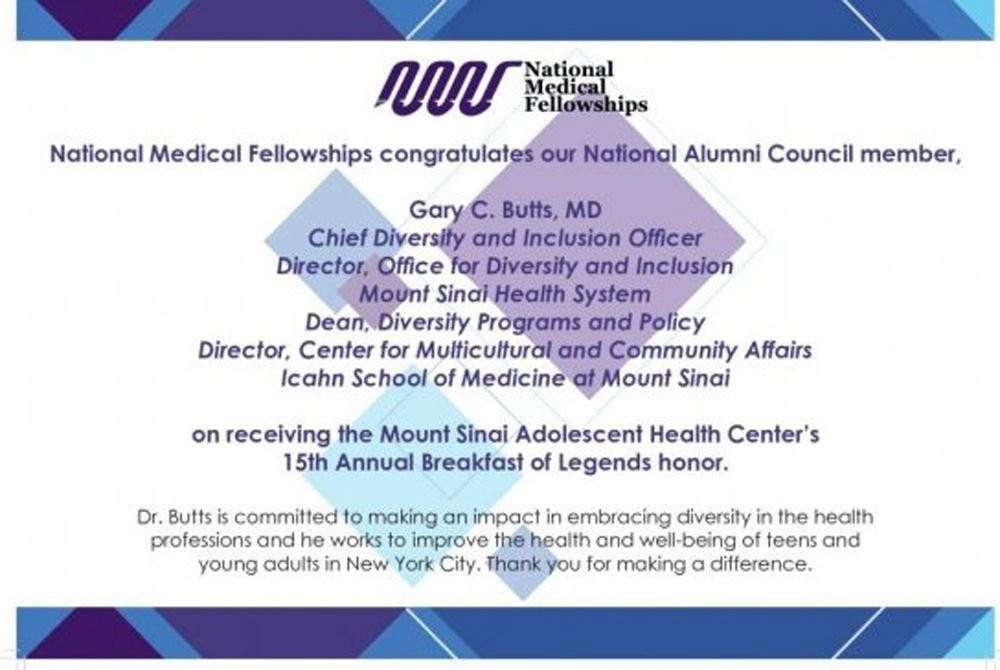 National
Medical
Fellowships
National Medical Fellowships congratulates our National Alumni Council member,
Gary C. Butts, MD
Chief Diversity and Inclusion Officer
Director, Office for Diversity and Inclusion
Mount Sinai Health System
Dean, Diversity Programs and Policy
Director, Center for Multicultural and Community Affairs
Icahn School of Medicine at Mount Sinai
on receiving the Mount Sinai Adolescent Health Center’s
15th Annual Breakfast of Legends honor.
Dr. Butts is committed to making an impact in embracing diversity in the health
professions and he works to improve the health and well-being of teens and
young adults in New York City. Thank you for making a difference.